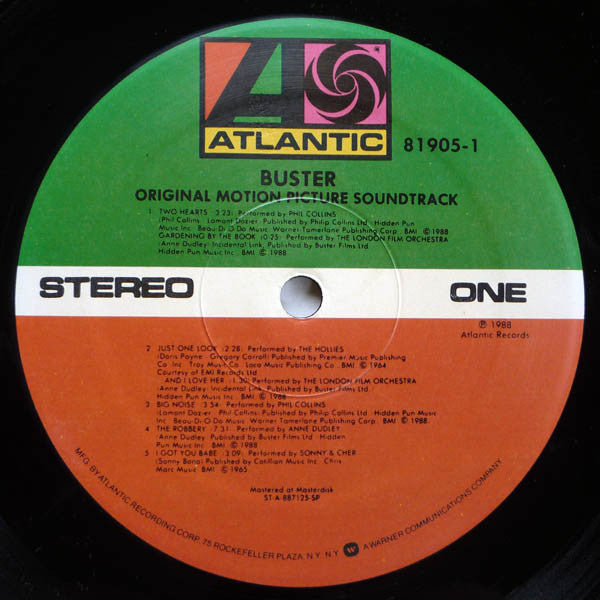 ATLANTIC
81905-1
BUSTER
ORIGINAL MOTION PICTURE SOUNDTRACK
1 TWO HEARTS (3:23) Performed by PHIL COLLINS
(Phil Collins, Lamont Dozier) Published by Philip Collins Ltd./Hidden Pun
Music Inc./Beau-Di-O-Do Music/Warner-Tamerlane Publishing Corp. BMI ©1988
GARDENING BY THE BOOK (0:25) Performed by THE LONDON FILM ORCHESTRA
(Anne Dudley) Incidental Link, Published by Buster Films Ltd./
Hidden Pun Music Inc. BMI ©1988
STEREO
ONE
℗ 1988
Atlantic Records
2 JUST ONE LOOK (2:28) Performed by THE HOLLIES
(Doris Payne, Gregory Carroll) Published by Premier Music Publishing
Co. Inc./Troy Music Co./Loca Music Publishing Co. BMI ©1964
Courtesy of EMI Records Ltd.
AND I LOVE HER (1:30) Performed by THE LONDON FILM ORCHESTRA
(Anne Dudley) Incidental Link, Published by Buster Films Ltd./
Hidden Pun Music Inc. BMI ©1988
3 BIG NOISE (3:54) Performed by PHIL COLLINS
(Lamont Dozier, Phil Collins) Published by Philip Collins Ltd./Hidden Pun Music
Inc./Beau-Di-O-Do Music/Warner Tamerlane Publishing Corp. BMI ©1988
4 THE ROBBERY (7:31) Performed by ANNE DUDLEY
(Anne Dudley) Published by Buster Films Ltd./Hidden
Pun Music Inc. BMI ©1988
5 I GOT YOU BABE (3:09) Performed by SONNY & CHER
(Sonny Bono) Published by Cotillion Music Inc./Chris
Marc Music BMI ©1965
Mastered at Masterdisk
ST-A-887125-SP
MFG. BY ATLANTIC RECORDING CORP., 75 ROCKEFELLER PLAZA, N.Y. N.Y. A WARNER COMMUNICATIONS COMPANY